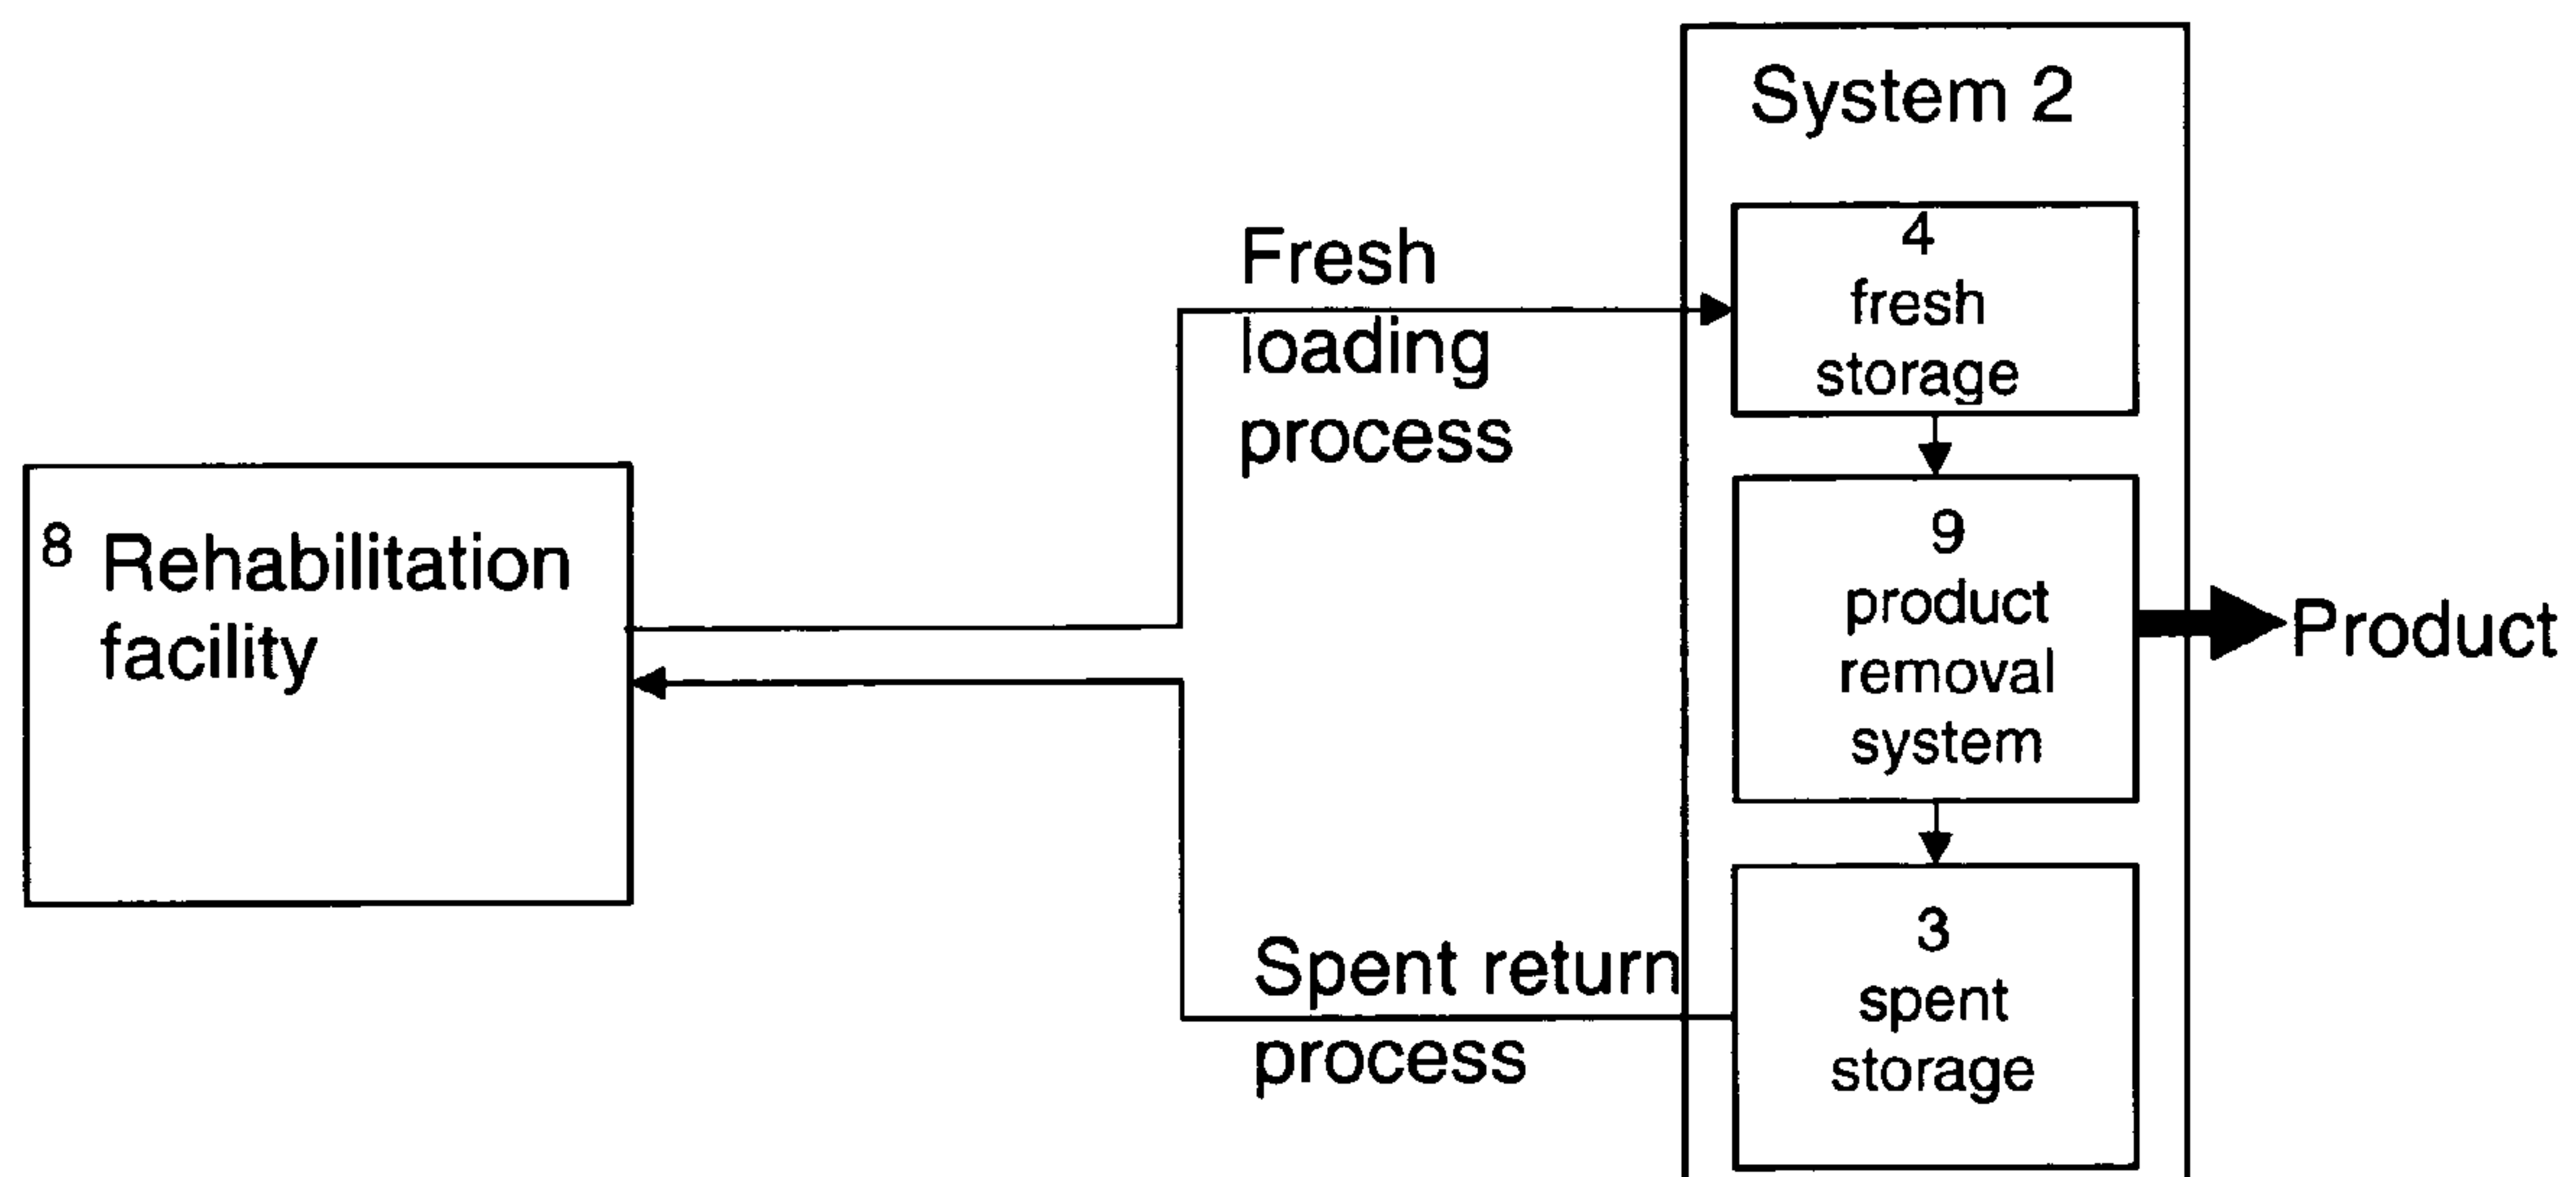 System 2
4
fresh
storage
Fresh
loading
process
8 Rehabilitation
facility
9
product
removal
system
Product
3
spent
storage
Spent return
process